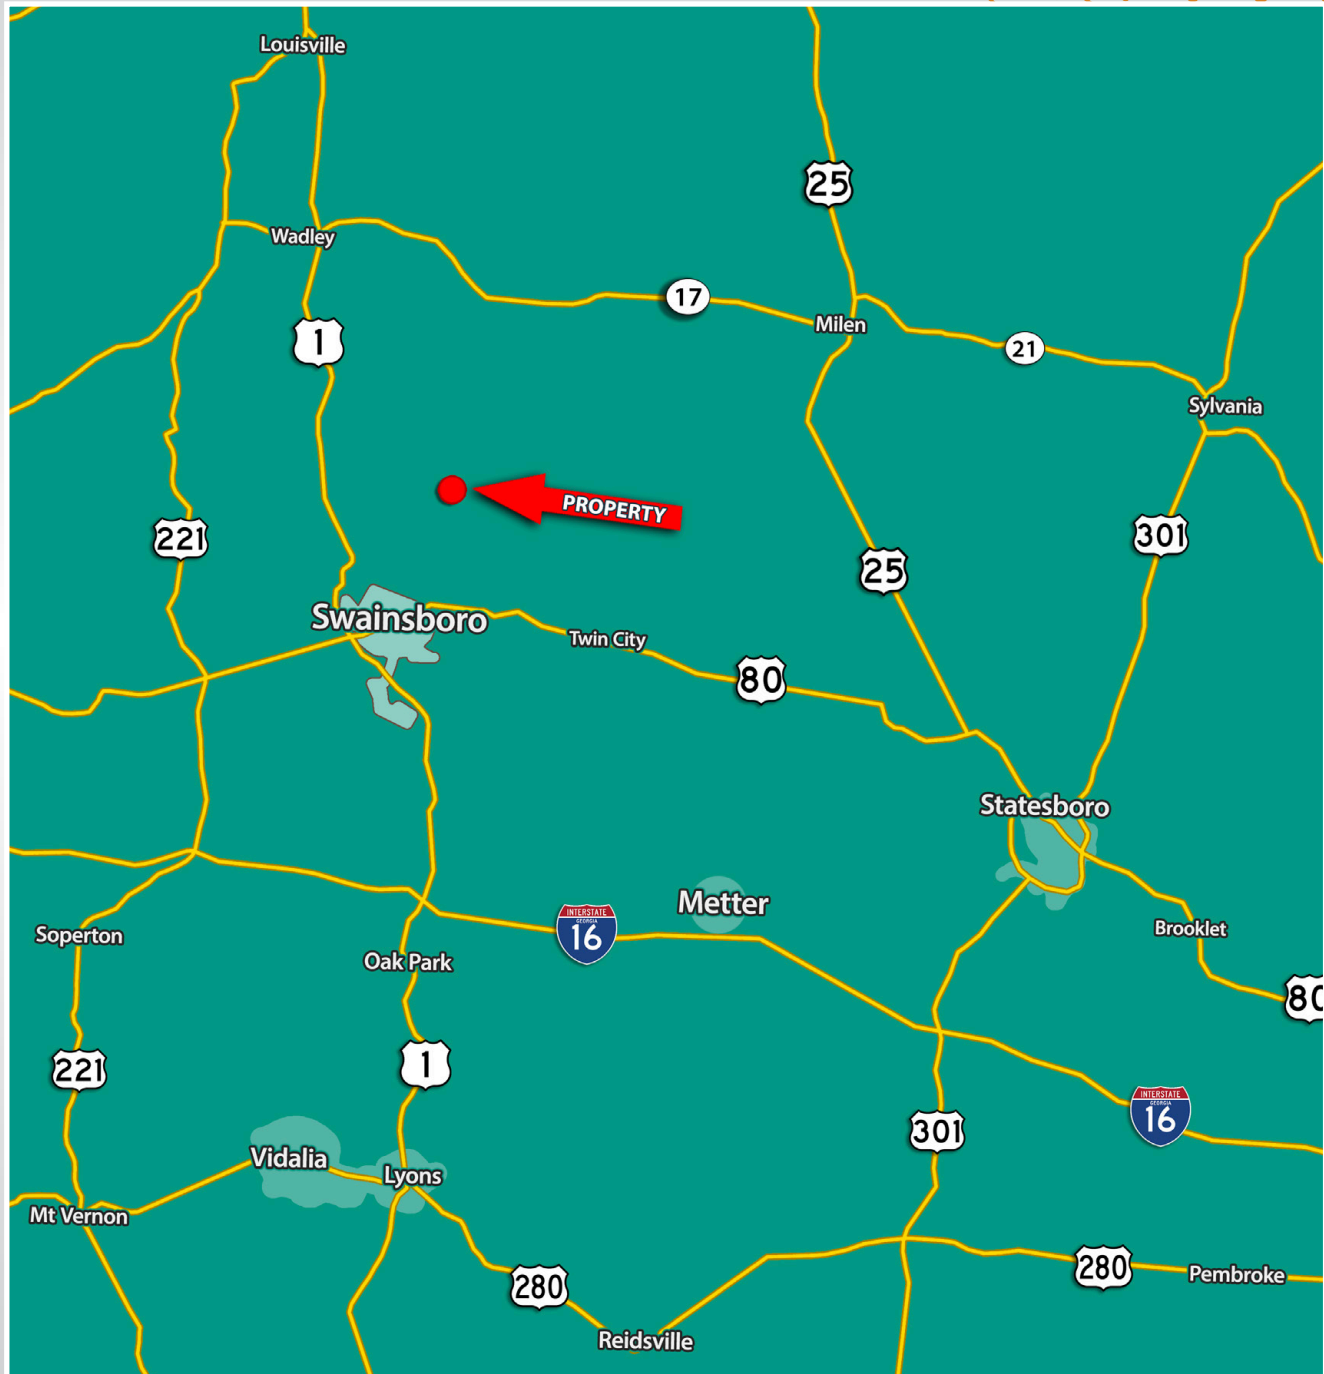 Louisville
25
Wadley
17
Milen
1
21
Sylvania
PROPERTY
221
301
25
Swainsboro
Twin City
80
Statesboro
Metter
INTERSTATE
GEORGIA
16
Brooklet
Soperton
Oak Park
80
221
1
INTERSTATE
GEORGIA
16
301
Vidalia
Lyons
Mt Vernon
280
280
Pembroke
Reidsville